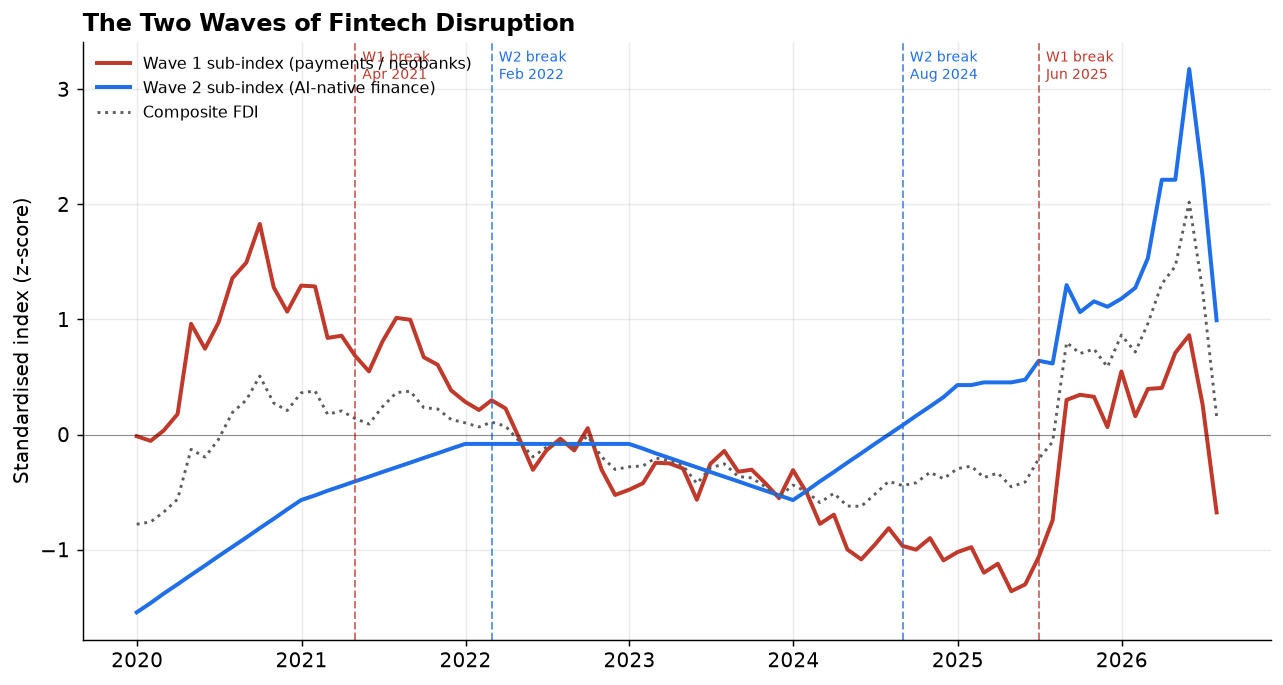 The Two Waves of Fintech Disruption
Wave 1 sub-index (payments / neobanks)
Wave 2 sub-index (AI-native finance)
Composite FDI
W1 break
Apr 2021
W2 break
Feb 2022
W2 break
Aug 2024
W1 break
Jun 2025
Standardised index (z-score)
3
2
1
0
−1
2020
2021
2022
2023
2024
2025
2026